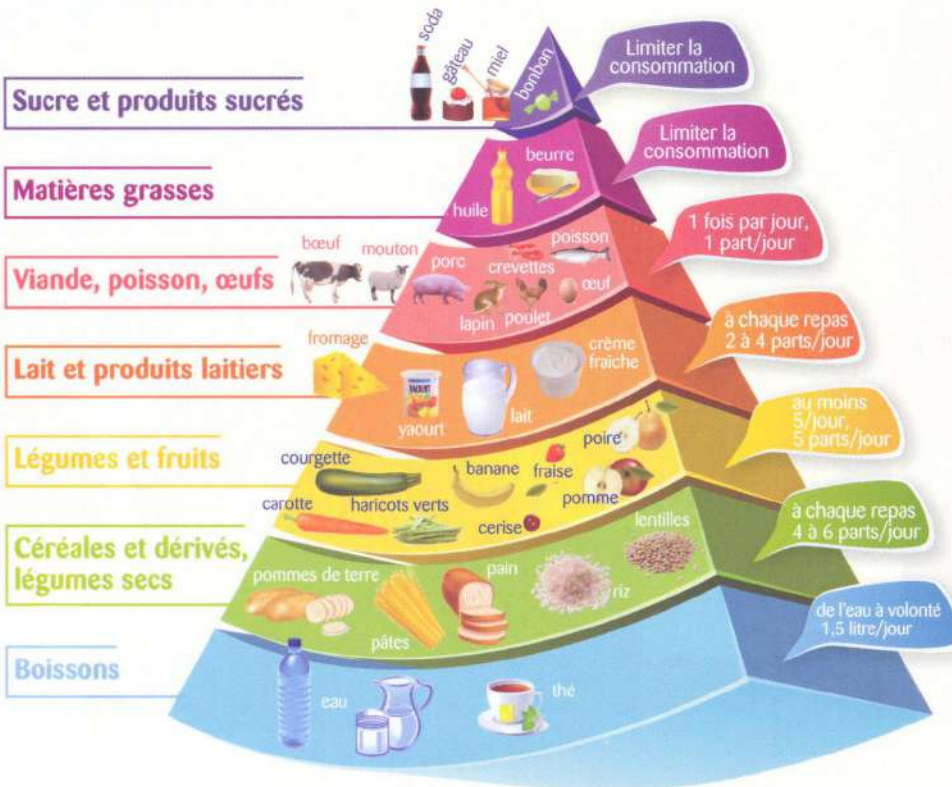 soda
gâteau
miel
bonbon
Limiter la
consommation
Sucre et produits sucrés
Limiter la
consommation
beurre
huile
Matières grasses
1 fois par jour,
1 part/jour
bœuf
mouton
porc
crevettes
poisson
œuf
lapin
poulet
Viande, poisson, œufs
à chaque repas
2 à 4 parts/jour
fromage
crème
fraîche
YAOURT
yaourt
lait
Lait et produits laitiers
au moins
5/jour,
5 parts/jour
poire
courgette
banane
fraise
Légumes et fruits
carotte
haricots verts
pomme
cerise
à chaque repas
4 à 6 parts/jour
lentilles
Céréales et dérivés,
légumes secs
pommes de terre
pain
riz
pâtes
de l'eau à volonté
1,5 litre/jour
Boissons
eau
thé